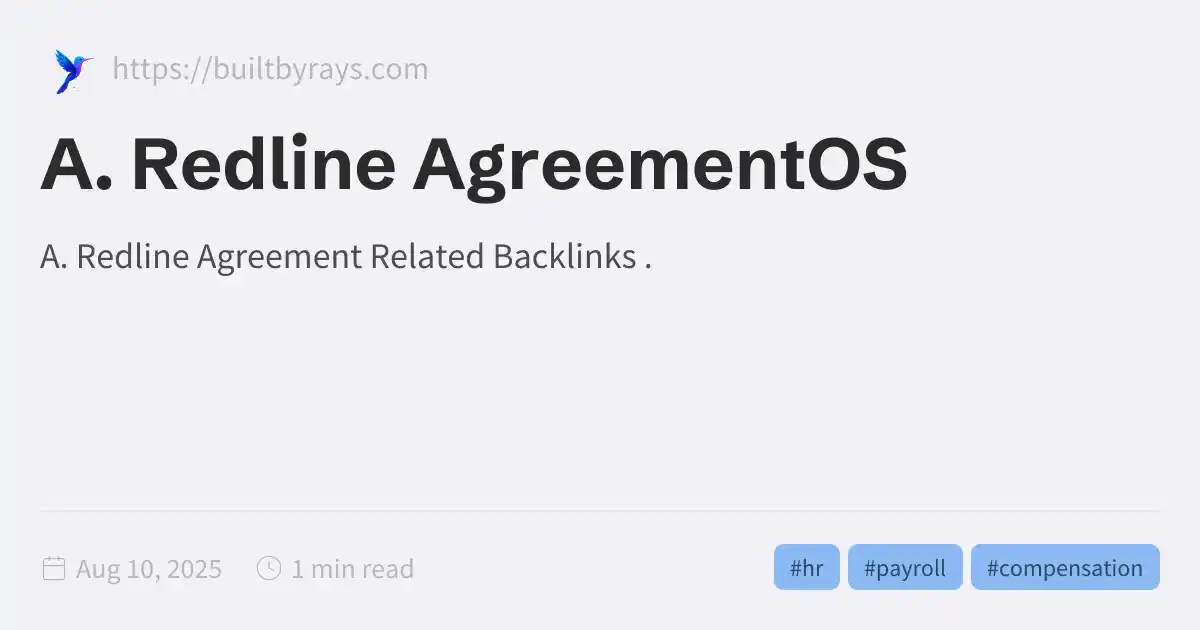 https://builtbyrays.com
A. Redline AgreementOS
A. Redline Agreement Related Backlinks .
Aug 10, 2025 1 min read #hr #payroll #compensation